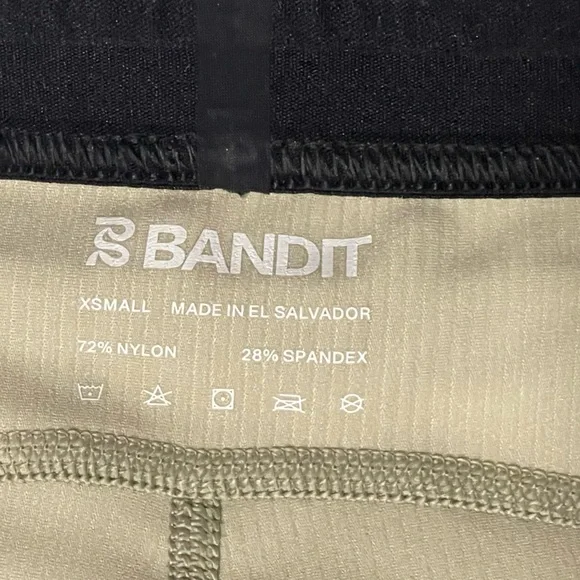 BANDIT
XSMALL MADE IN EL SALVADOR
72% NYLON 28% SPANDEX